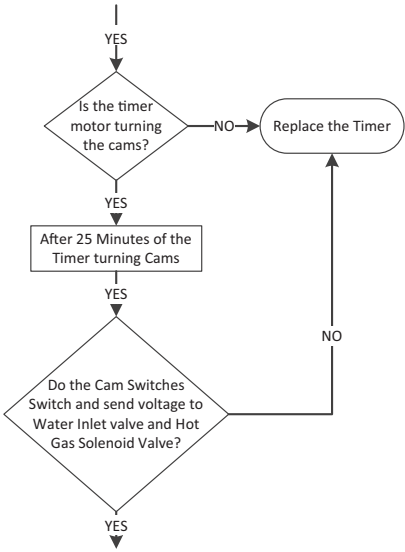 YES
Is the timer
motor turning
the cams?
NO
Replace the Timer
YES
After 25 Minutes of the
Timer turning Cams
YES
NO
Do the Cam Switches
Switch and send voltage to
Water Inlet valve and Hot
Gas Solenoid Valve?
YES